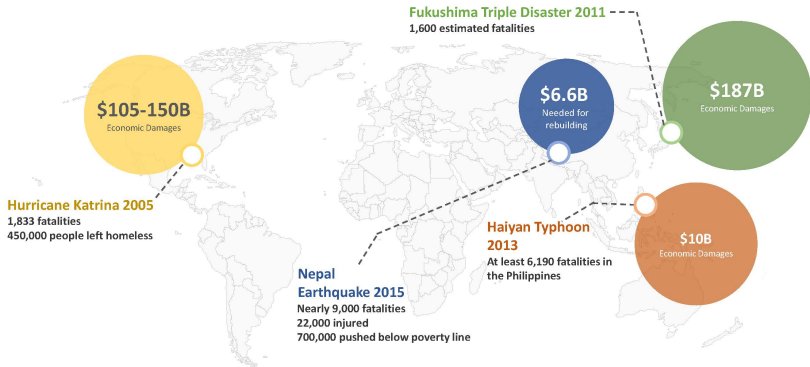 Fukushima Triple Disaster 2011
1,600 estimated fatalities
$105-150B
Economic Damages
$6.6B
Needed for
rebuilding
$187B
Economic Damages
Hurricane Katrina 2005
1,833 fatalities
450,000 people left homeless
Haiyan Typhoon
2013
At least 6,190 fatalities in
the Philippines
$10B
Economic Damages
Nepal
Earthquake 2015
Nearly 9,000 fatalities
22,000 injured
700,000 pushed below poverty line